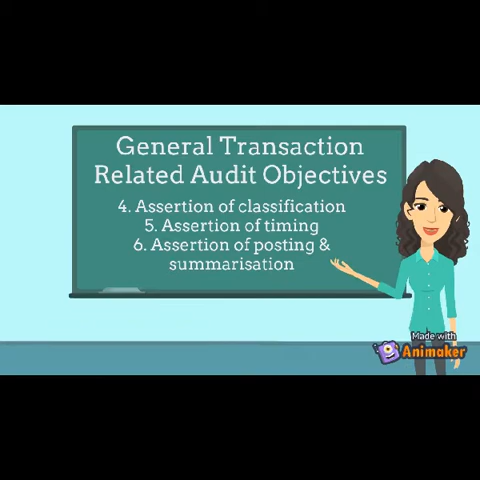 General Transaction
Related Audit Objectives
4. Assertion of classification
5. Assertion of timing
6. Assertion of posting &
summarisation
Made with
Animaker